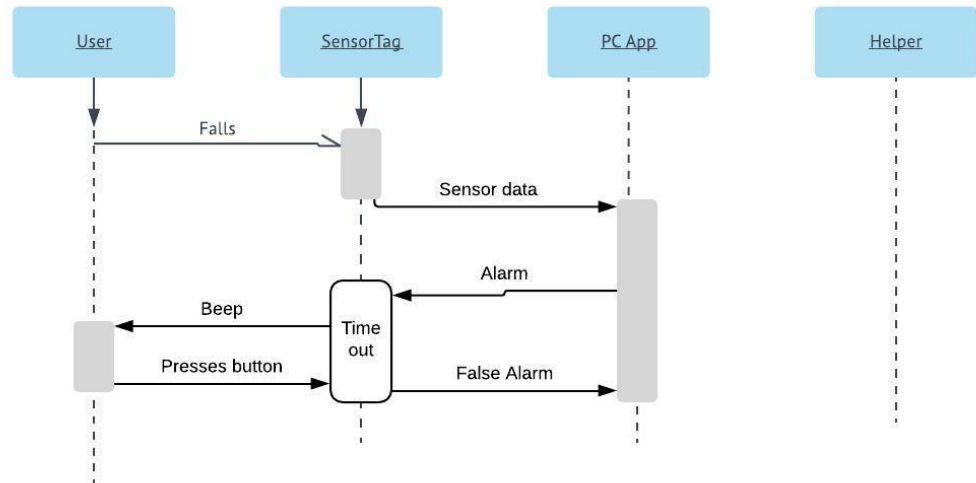 User
SensorTag
PC App
Helper
Falls
Sensor data
Alarm
Beep
Time
out
Presses button
False Alarm